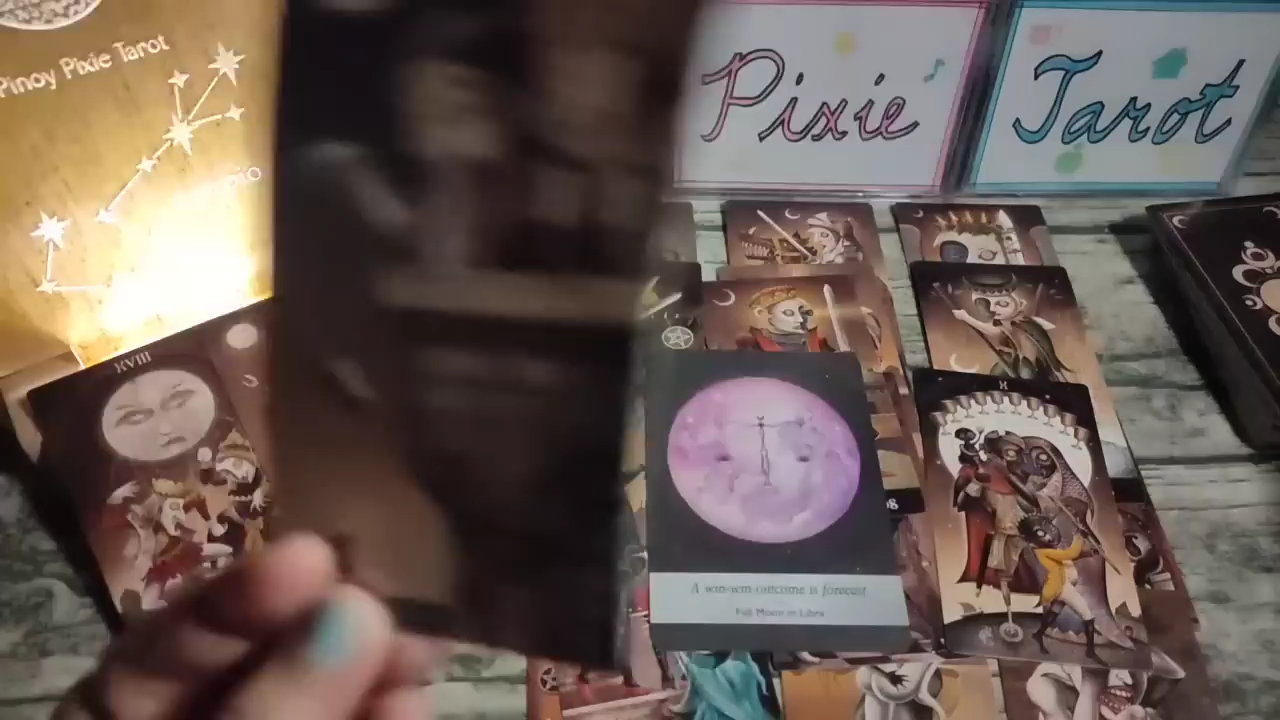 Pinoy Pixie Tarot
Pixie
Tarot
XVIII
X
A win-win outcome is forecast
Full Moon in Libra